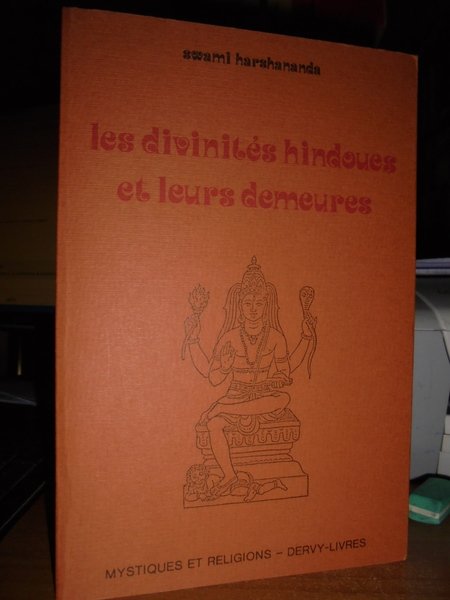 swami harshananda
les divinités hindoues
et leurs demeures
MYSTIQUES ET RELIGIONS - DERVY-LIVRES